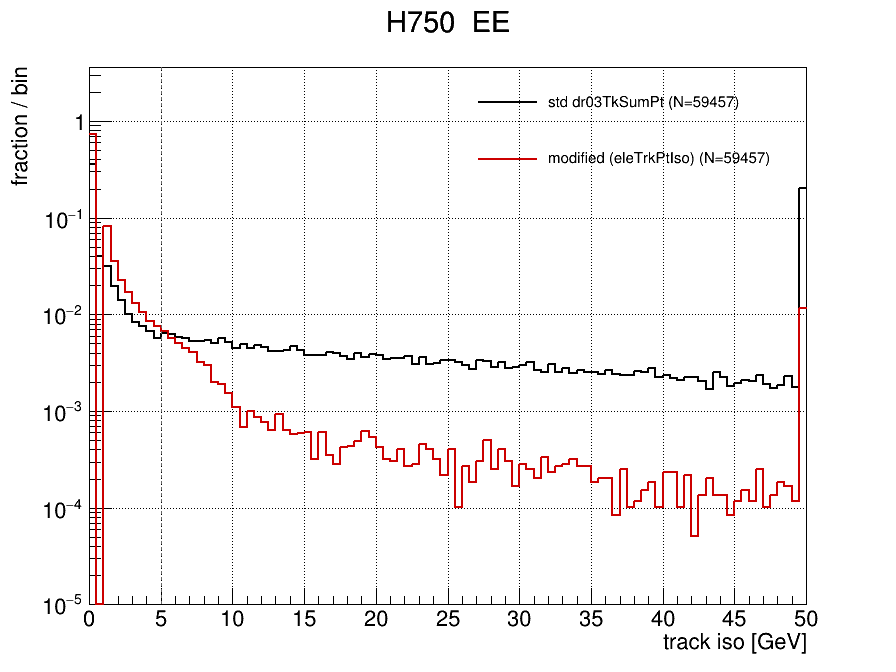 H750 EE
fraction / bin
std dr03TkSumPt (N=59457)
modified (eleTrkPtIso) (N=59457)
1
10⁻¹
10⁻²
10⁻³
10⁻⁴
10⁻⁵
0 5 10 15 20 25 30 35 40 45 50
track iso [GeV]